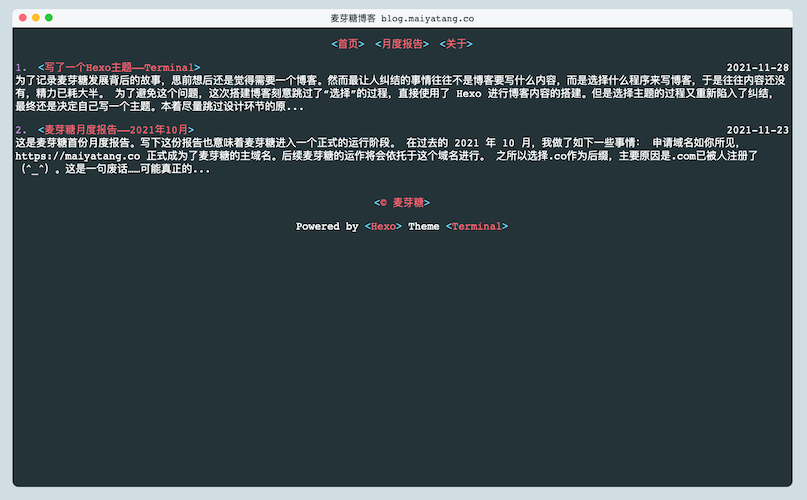 麦芽糖博客 blog.maiyatang.co
<首页> <月度报告> <关于>
1. <写了一个Hexo主题——Terminal> 2021-11-28
为了记录麦芽糖发展背后的故事，思前想后还是觉得需要一个博客。然而最让人纠结的事情往往不是博客要写什么内容，而是选择什么程序来写博客，于是往往内容还没
有，精力已耗大半。 为了避免这个问题，这次搭建博客刻意跳过了“选择”的过程，直接使用了 Hexo 进行博客内容的搭建。但是选择主题的过程又重新陷入了纠结，
最终还是决定自己写一个主题。本着尽量跳过设计环节的原...
2. <麦芽糖月度报告——2021年10月> 2021-11-23
这是麦芽糖首份月度报告。写下这份报告也意味着麦芽糖进入一个正式的运行阶段。 在过去的 2021 年 10 月，我做了如下一些事情： 申请域名如你所见，
https://maiyatang.co 正式成为了麦芽糖的主域名。后续麦芽糖的运作将会依托于这个域名进行。 之所以选择.co作为后缀，主要原因是.com已被人注册了
（^_^）。这是一句废话……可能真正的...
<© 麦芽糖>
Powered by <Hexo> Theme <Terminal>